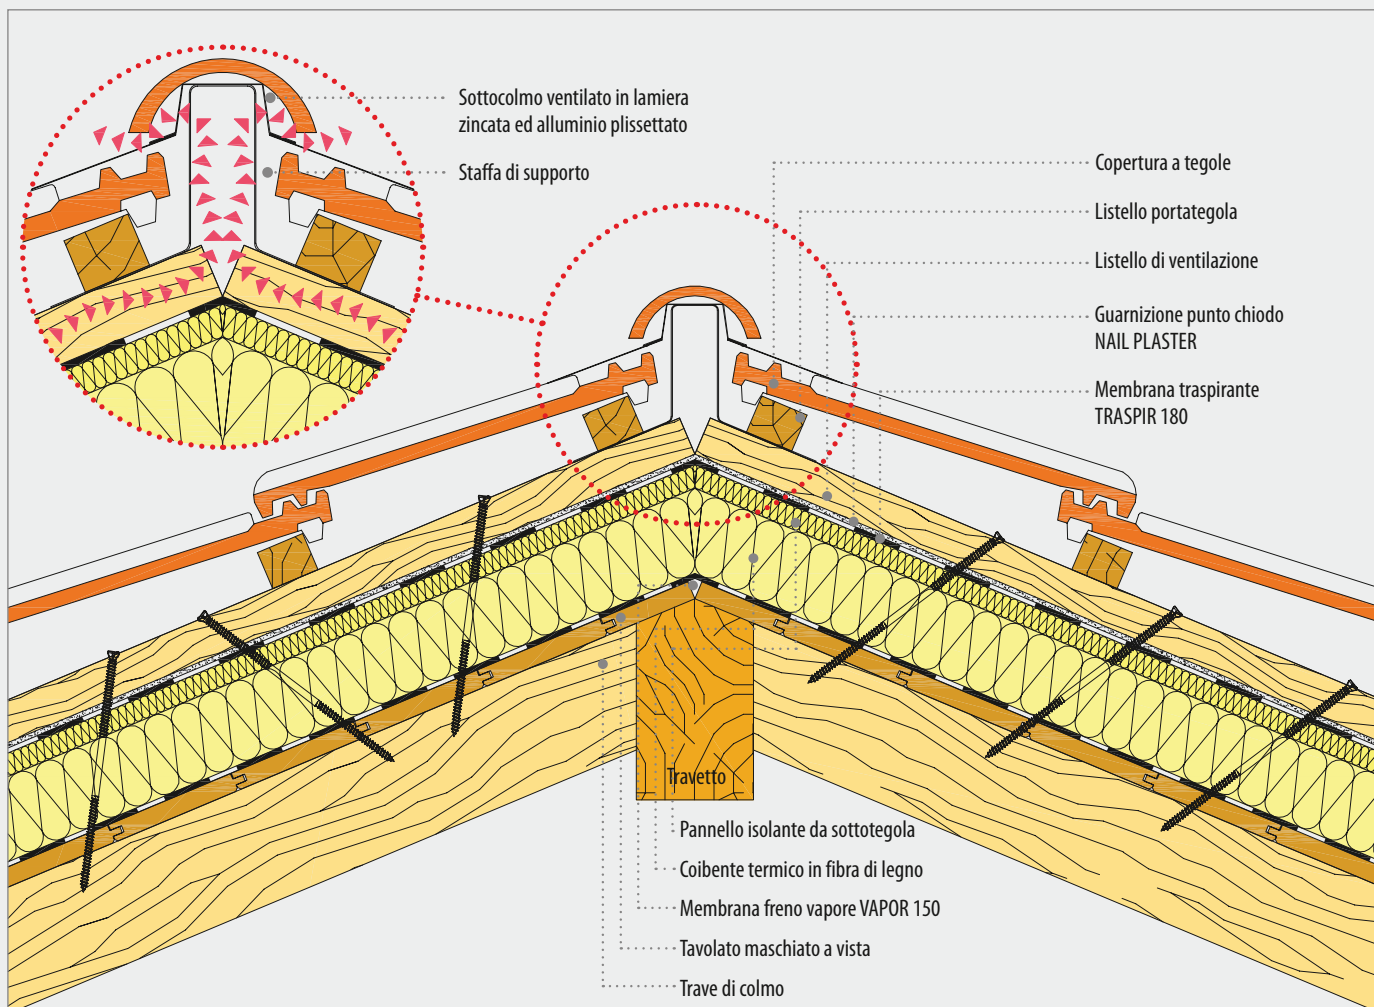 Sottocolmo ventilato in lamiera
zincata ed alluminio plissettato
Staffa di supporto
Copertura a tegole
Listello portategola
Listello di ventilazione
Guarnizione punto chiodo
NAIL PLASTER
Membrana traspirante
TRASPIR 180
Travetto
Pannello isolante da sottotegola
Coibente termico in fibra di legno
Membrana freno vapore VAPOR 150
Tavolato maschiato a vista
Trave di colmo